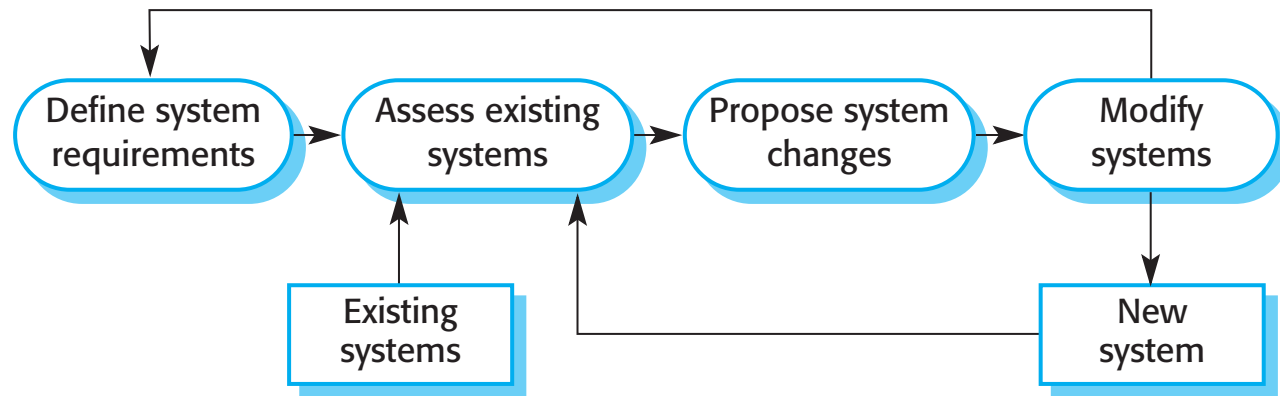 Define system
requirements
Assess existing
systems
Propose system
changes
Modify
systems
Existing
systems
New
system